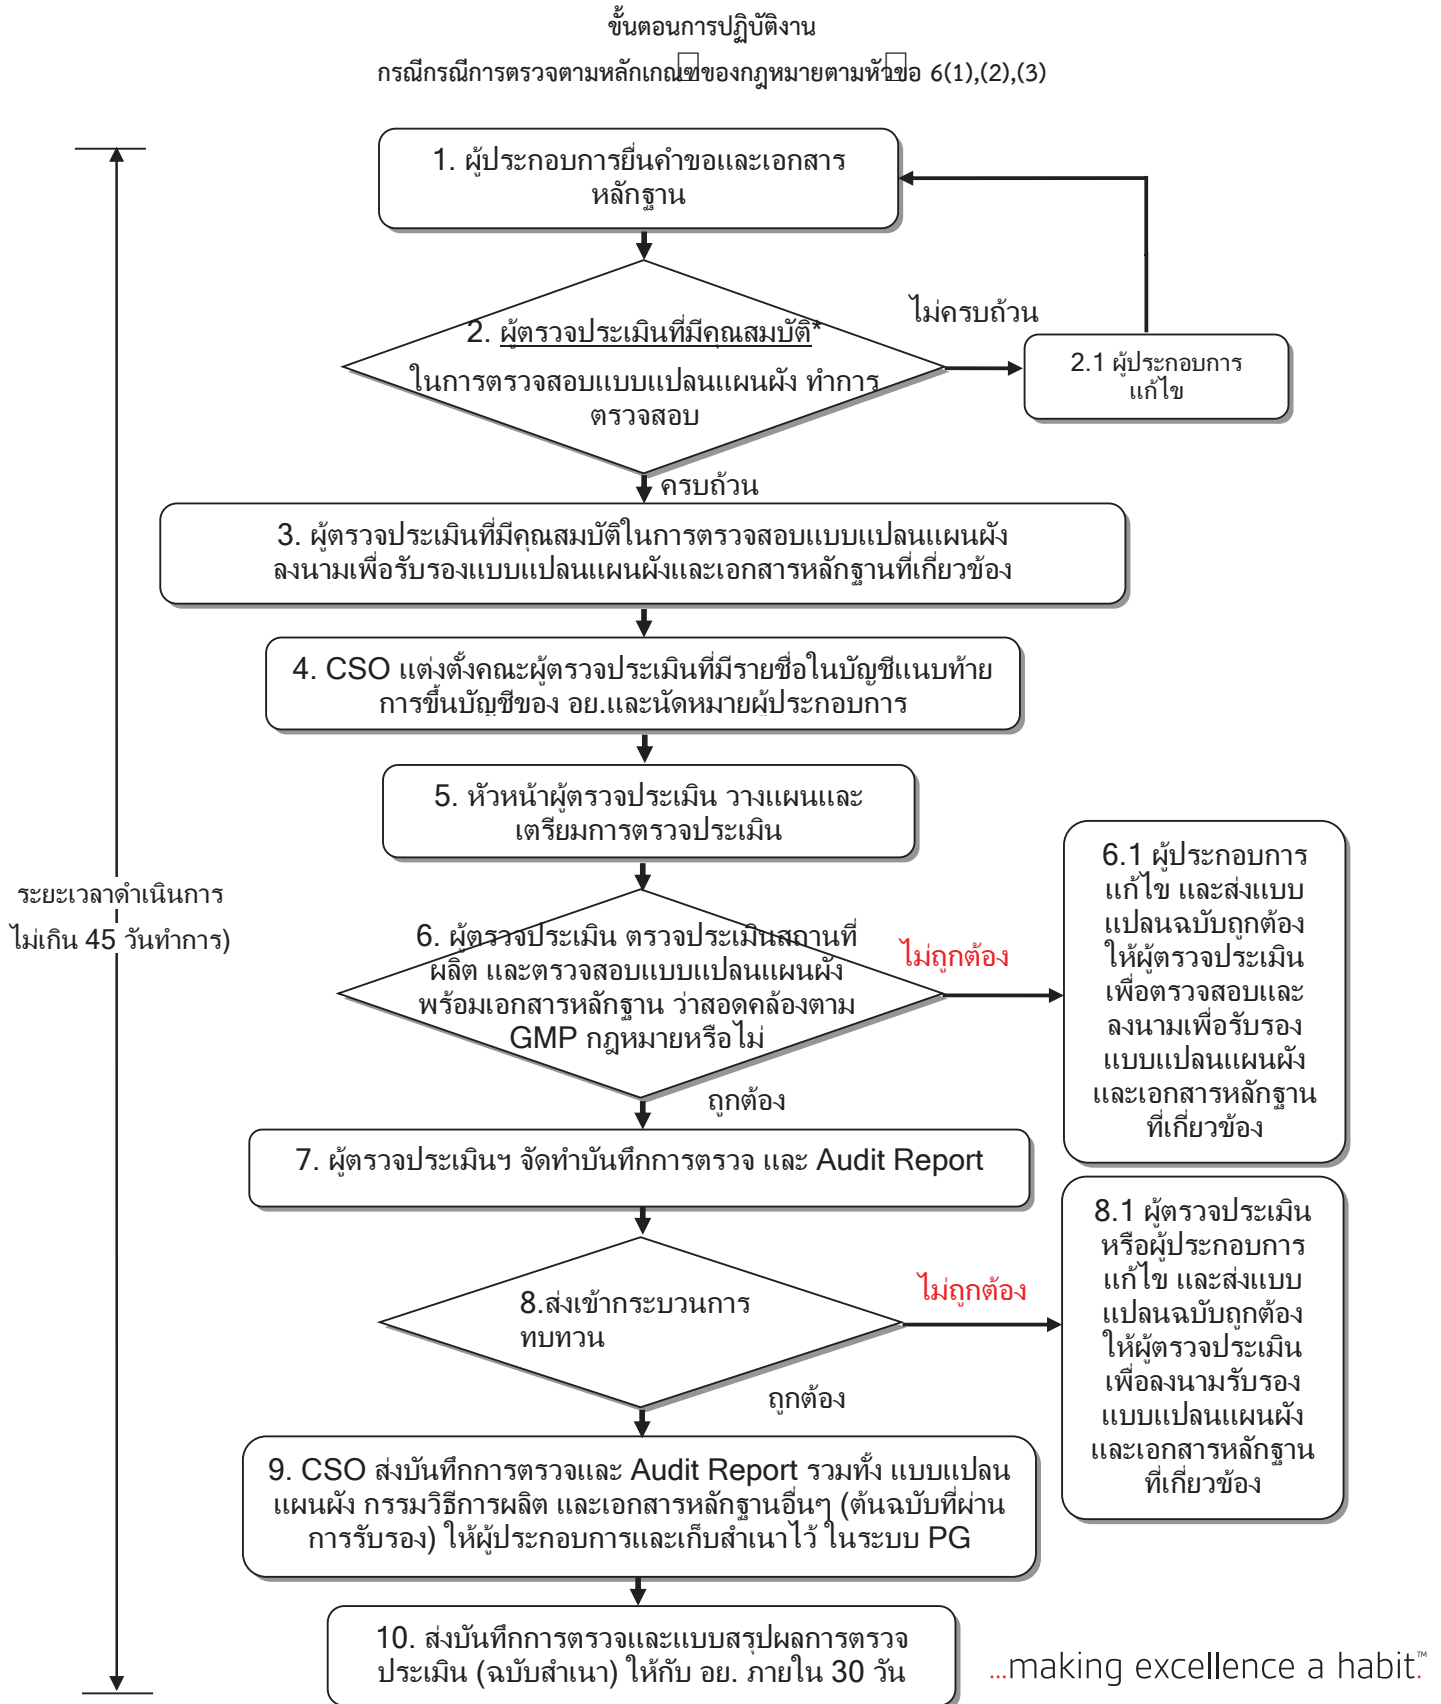 ขั้นตอนการปฏิบัติงาน
กรณีกรณีการตรวจตามหลักเกณฑ์ของกฎหมายตามหัวข้อ 6(1),(2),(3)
1. ผู้ประกอบการยื่นคำขอและเอกสาร
หลักฐาน
2. ผู้ตรวจประเมินที่มีคุณสมบัติ*
ในการตรวจสอบแบบแปลนแผนผัง ทำการ
ตรวจสอบ
ไม่ครบถ้วน
2.1 ผู้ประกอบการ
แก้ไข
ครบถ้วน
3. ผู้ตรวจประเมินที่มีคุณสมบัติในการตรวจสอบแบบแปลนแผนผัง
ลงนามเพื่อรับรองแบบแปลนแผนผังและเอกสารหลักฐานที่เกี่ยวข้อง
4. CSO แต่งตั้งคณะผู้ตรวจประเมินที่มีรายชื่อในบัญชีแนบท้าย
การขึ้นบัญชีของ อย.และนัดหมายผู้ประกอบการ
5. หัวหน้าผู้ตรวจประเมิน วางแผนและ
เตรียมการตรวจประเมิน
ระยะเวลาดำเนินการ
ไม่เกิน 45 วันทำการ)
6. ผู้ตรวจประเมิน ตรวจประเมินสถานที่
ผลิต และตรวจสอบแบบแปลนแผนผัง
พร้อมเอกสารหลักฐาน ว่าสอดคล้องตาม
GMP กฎหมายหรือไม่
ไม่ถูกต้อง
6.1 ผู้ประกอบการ
แก้ไข และส่งแบบ
แปลนฉบับถูกต้อง
ให้ผู้ตรวจประเมิน
เพื่อตรวจสอบและ
ลงนามเพื่อรับรอง
แบบแปลนแผนผัง
และเอกสารหลักฐาน
ที่เกี่ยวข้อง
ถูกต้อง
7. ผู้ตรวจประเมินฯ จัดทำบันทึกการตรวจ และ Audit Report
8.ส่งเข้ากระบวนการ
ทบทวน
ไม่ถูกต้อง
8.1 ผู้ตรวจประเมิน
หรือผู้ประกอบการ
แก้ไข และส่งแบบ
แปลนฉบับถูกต้อง
ให้ผู้ตรวจประเมิน
เพื่อลงนามรับรอง
แบบแปลนแผนผัง
และเอกสารหลักฐาน
ที่เกี่ยวข้อง
ถูกต้อง
9. CSO ส่งบันทึกการตรวจและ Audit Report รวมทั้ง แบบแปลน
แผนผัง กรรมวิธีการผลิต และเอกสารหลักฐานอื่นๆ (ต้นฉบับที่ผ่าน
การรับรอง) ให้ผู้ประกอบการและเก็บสำเนาไว้ ในระบบ PG
10. ส่งบันทึกการตรวจและแบบสรุปผลการตรวจ
ประเมิน (ฉบับสำเนา) ให้กับ อย. ภายใน 30 วัน
...making excellence a habit.™